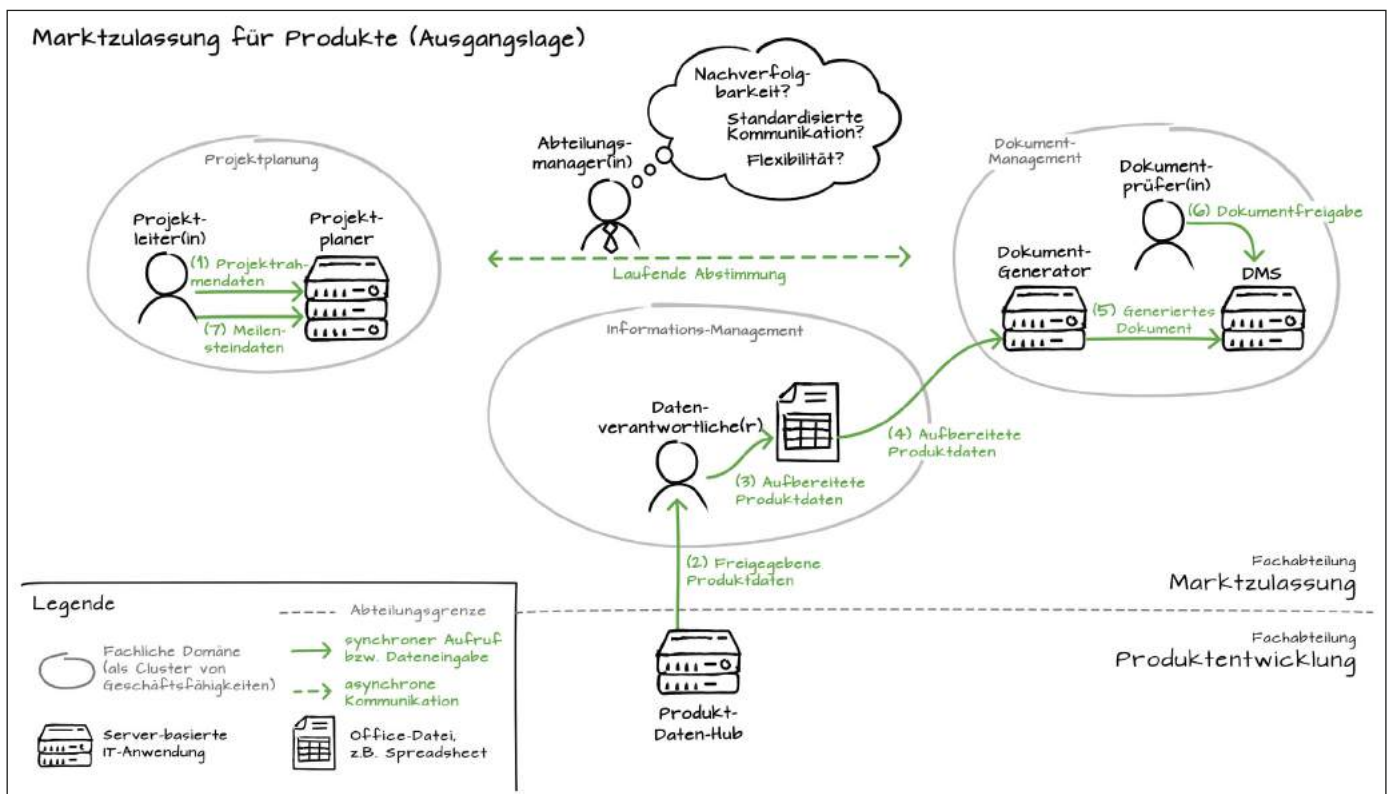 Marktzulassung für Produkte (Ausgangslage)
Nachverfolg-
barkeit?
Standardisierte
Kommunikation?
Flexibilität?
Abteilungs-
manager(in)
Projektplanung
Projekt-
leiter(in)
Projekt-
planer
(1) Projektrah-
mendaten
(7) Meilen-
steindaten
Laufende Abstimmung
Dokument-
Management
Dokument-
prüfer(in)
(6) Dokumentfreigabe
Dokument-
Generator
DMS
(5) Generiertes
Dokument
Informations-Management
Daten-
verantwortliche(r)
(3) Aufbereitete
Produktdaten
(4) Aufbereitete
Produktdaten
(2) Freigegebene
Produktdaten
Fachabteilung
Marktzulassung
Fachabteilung
Produktentwicklung
Produkt-
Daten-Hub
Legende
Abteilungsgrenze
Fachliche Domäne
(als Cluster von
Geschäftsfähigkeiten)
synchroner Aufruf
bzw. Dateneingabe
asynchrone
Kommunikation
Server-basierte
IT-Anwendung
Office-Datei,
z.B. Spreadsheet